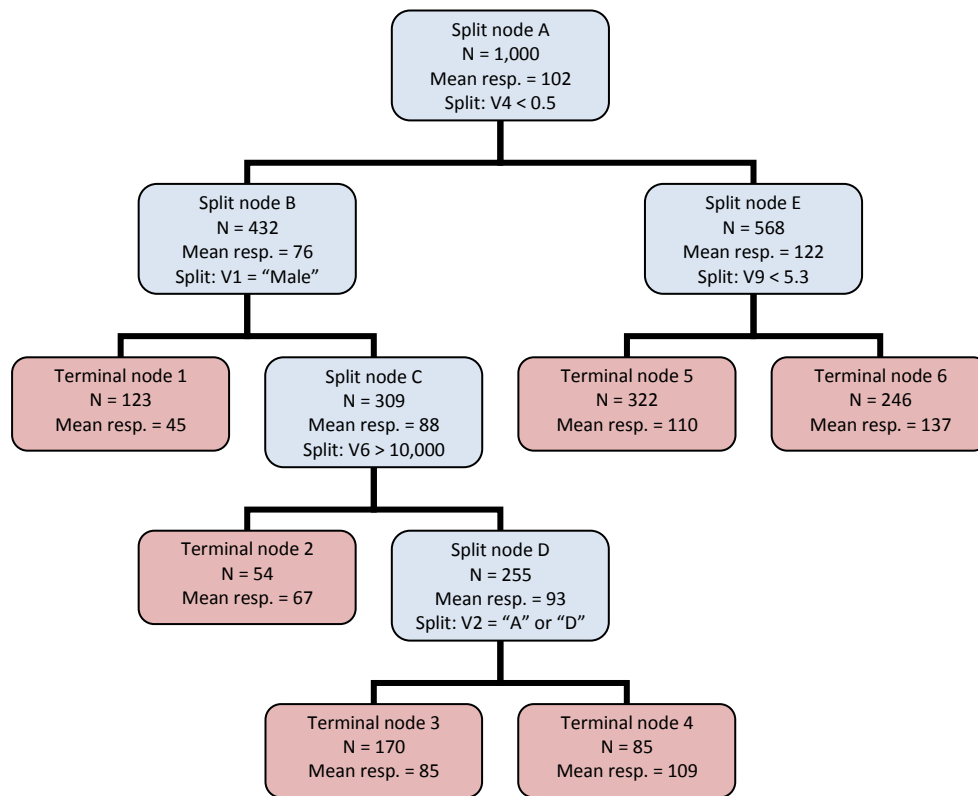 Split node A
N = 1,000
Mean resp. = 102
Split: V4 < 0.5
Split node B
N = 432
Mean resp. = 76
Split: V1 = “Male”
Split node E
N = 568
Mean resp. = 122
Split: V9 < 5.3
Terminal node 1
N = 123
Mean resp. = 45
Split node C
N = 309
Mean resp. = 88
Split: V6 > 10,000
Terminal node 5
N = 322
Mean resp. = 110
Terminal node 6
N = 246
Mean resp. = 137
Terminal node 2
N = 54
Mean resp. = 67
Split node D
N = 255
Mean resp. = 93
Split: V2 = “A” or “D”
Terminal node 3
N = 170
Mean resp. = 85
Terminal node 4
N = 85
Mean resp. = 109